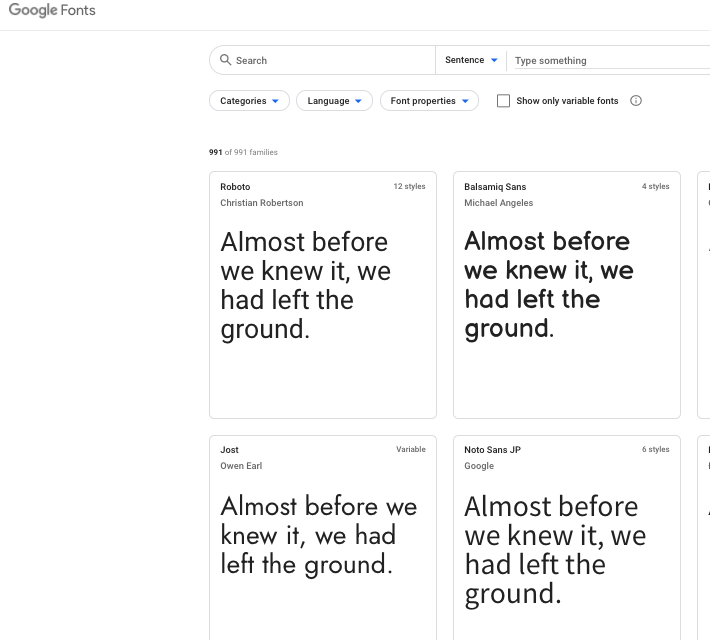 Google Fonts
Search
Sentence
Type something
Categories
Language
Font properties
Show only variable fonts
991 of 991 families
Roboto
12 styles
Christian Robertson
Almost before
we knew it, we
had left the
ground.
Balsamiq Sans
4 styles
Michael Angeles
Almost before
we knew it, we
had left the
ground.
Jost
Variable
Owen Earl
Almost before we
knew it, we had
left the ground.
Noto Sans JP
6 styles
Google
Almost before
we knew it, we
had left the
ground.